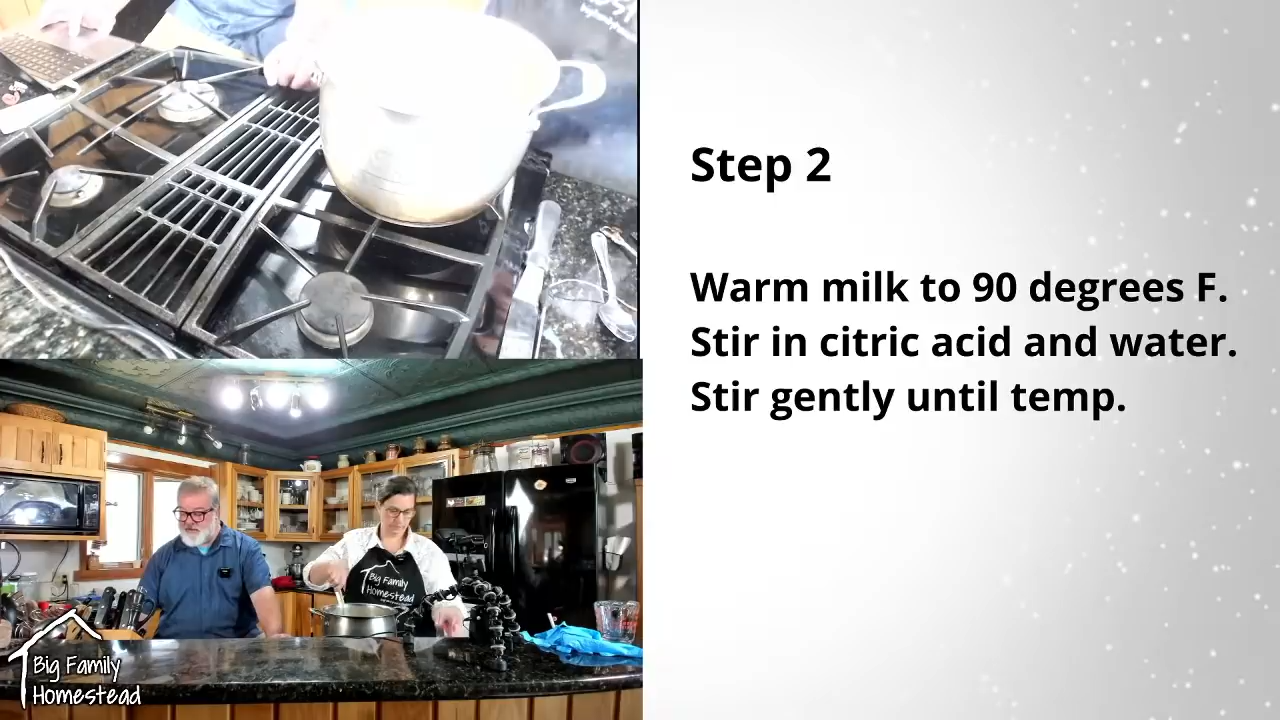 Step 2
Warm milk to 90 degrees F.
Stir in citric acid and water.
Stir gently until temp.
Big Family
Homestead
Big Family
Homestead